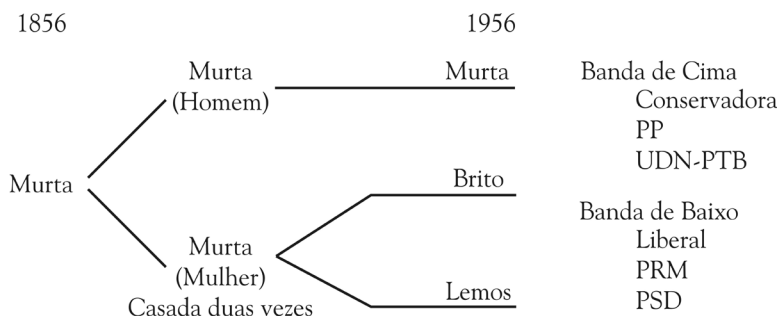 1856
1956
Murta
(Homem)
Murta
Banda de Cima
Conservadora
PP
UDN-PTB
Murta
Brito
Banda de Baixo
Liberal
PRM
PSD
Murta
(Mulher)
Casada duas vezes
Lemos